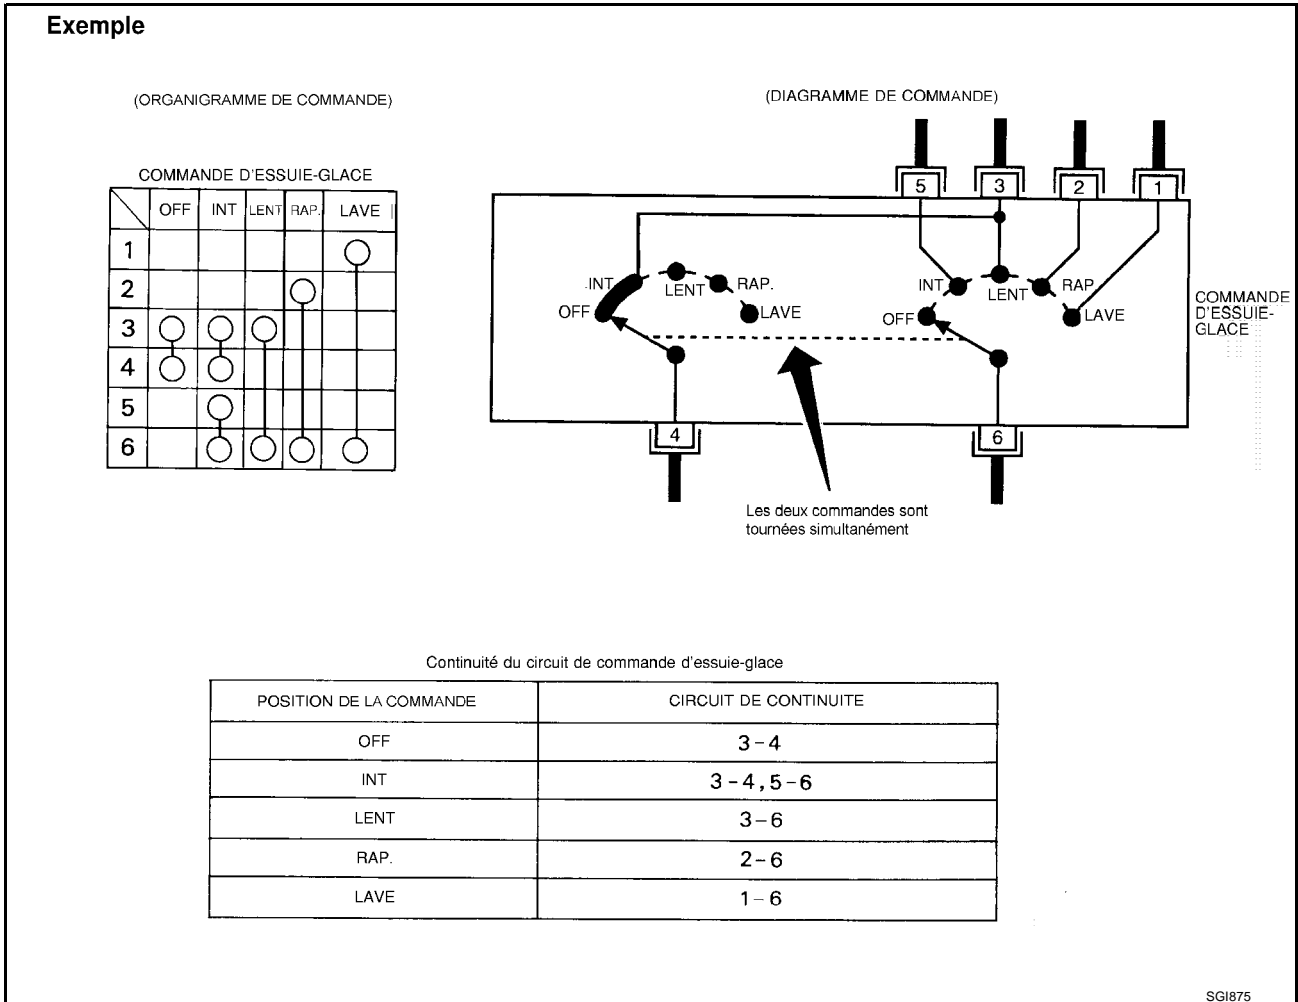 Exemple
(ORGANIGRAMME DE COMMANDE)
(DIAGRAMME DE COMMANDE)
COMMANDE D'ESSUIE-GLACE
OFF INT LENT RAP. LAVE
1
2
3
4
5
6
5 3 2 1
INT LENT RAP. OFF LAVE
INT LENT RAP OFF LAVE
COMMANDE
D'ESSUIE-
GLACE
4 6
Les deux commandes sont
tournées simultanément
Continuité du circuit de commande d'essuie-glace
POSITION DE LA COMMANDE CIRCUIT DE CONTINUITE
OFF 3-4
INT 3-4,5-6
LENT 3-6
RAP. 2-6
LAVE 1-6
SGI875